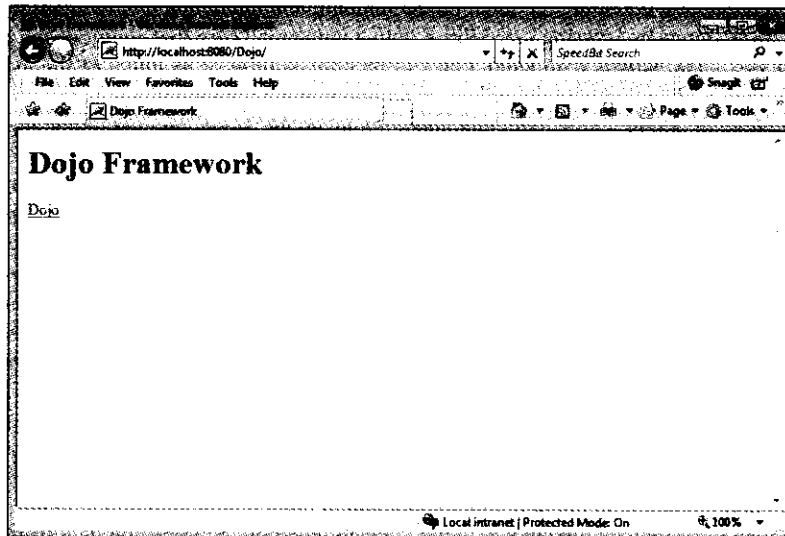 http://localhost:8080/Dojo/
SpeedBit Search
File Edit View Favorites Tools Help
SnagIt
Dojo Framework
Page
Tools
Dojo Framework
Dojo
Local intranet | Protected Mode: On
100%